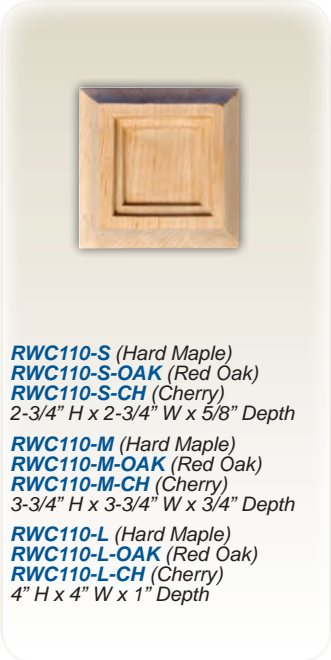 RWC110-S (Hard Maple)
RWC110-S-OAK (Red Oak)
RWC110-S-CH (Cherry)
2-3/4” H x 2-3/4” W x 5/8” Depth
RWC110-M (Hard Maple)
RWC110-M-OAK (Red Oak)
RWC110-M-CH (Cherry)
3-3/4” H x 3-3/4” W x 3/4” Depth
RWC110-L (Hard Maple)
RWC110-L-OAK (Red Oak)
RWC110-L-CH (Cherry)
4” H x 4” W x 1” Depth